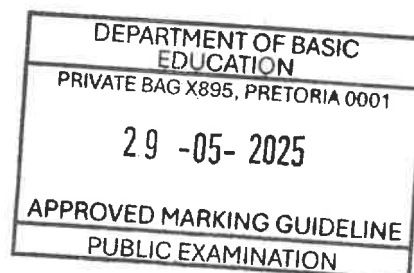 DEPARTMENT OF BASIC
EDUCATION
PRIVATE BAG X895, PRETORIA 0001
29 -05- 2025
APPROVED MARKING GUIDELINE
PUBLIC EXAMINATION